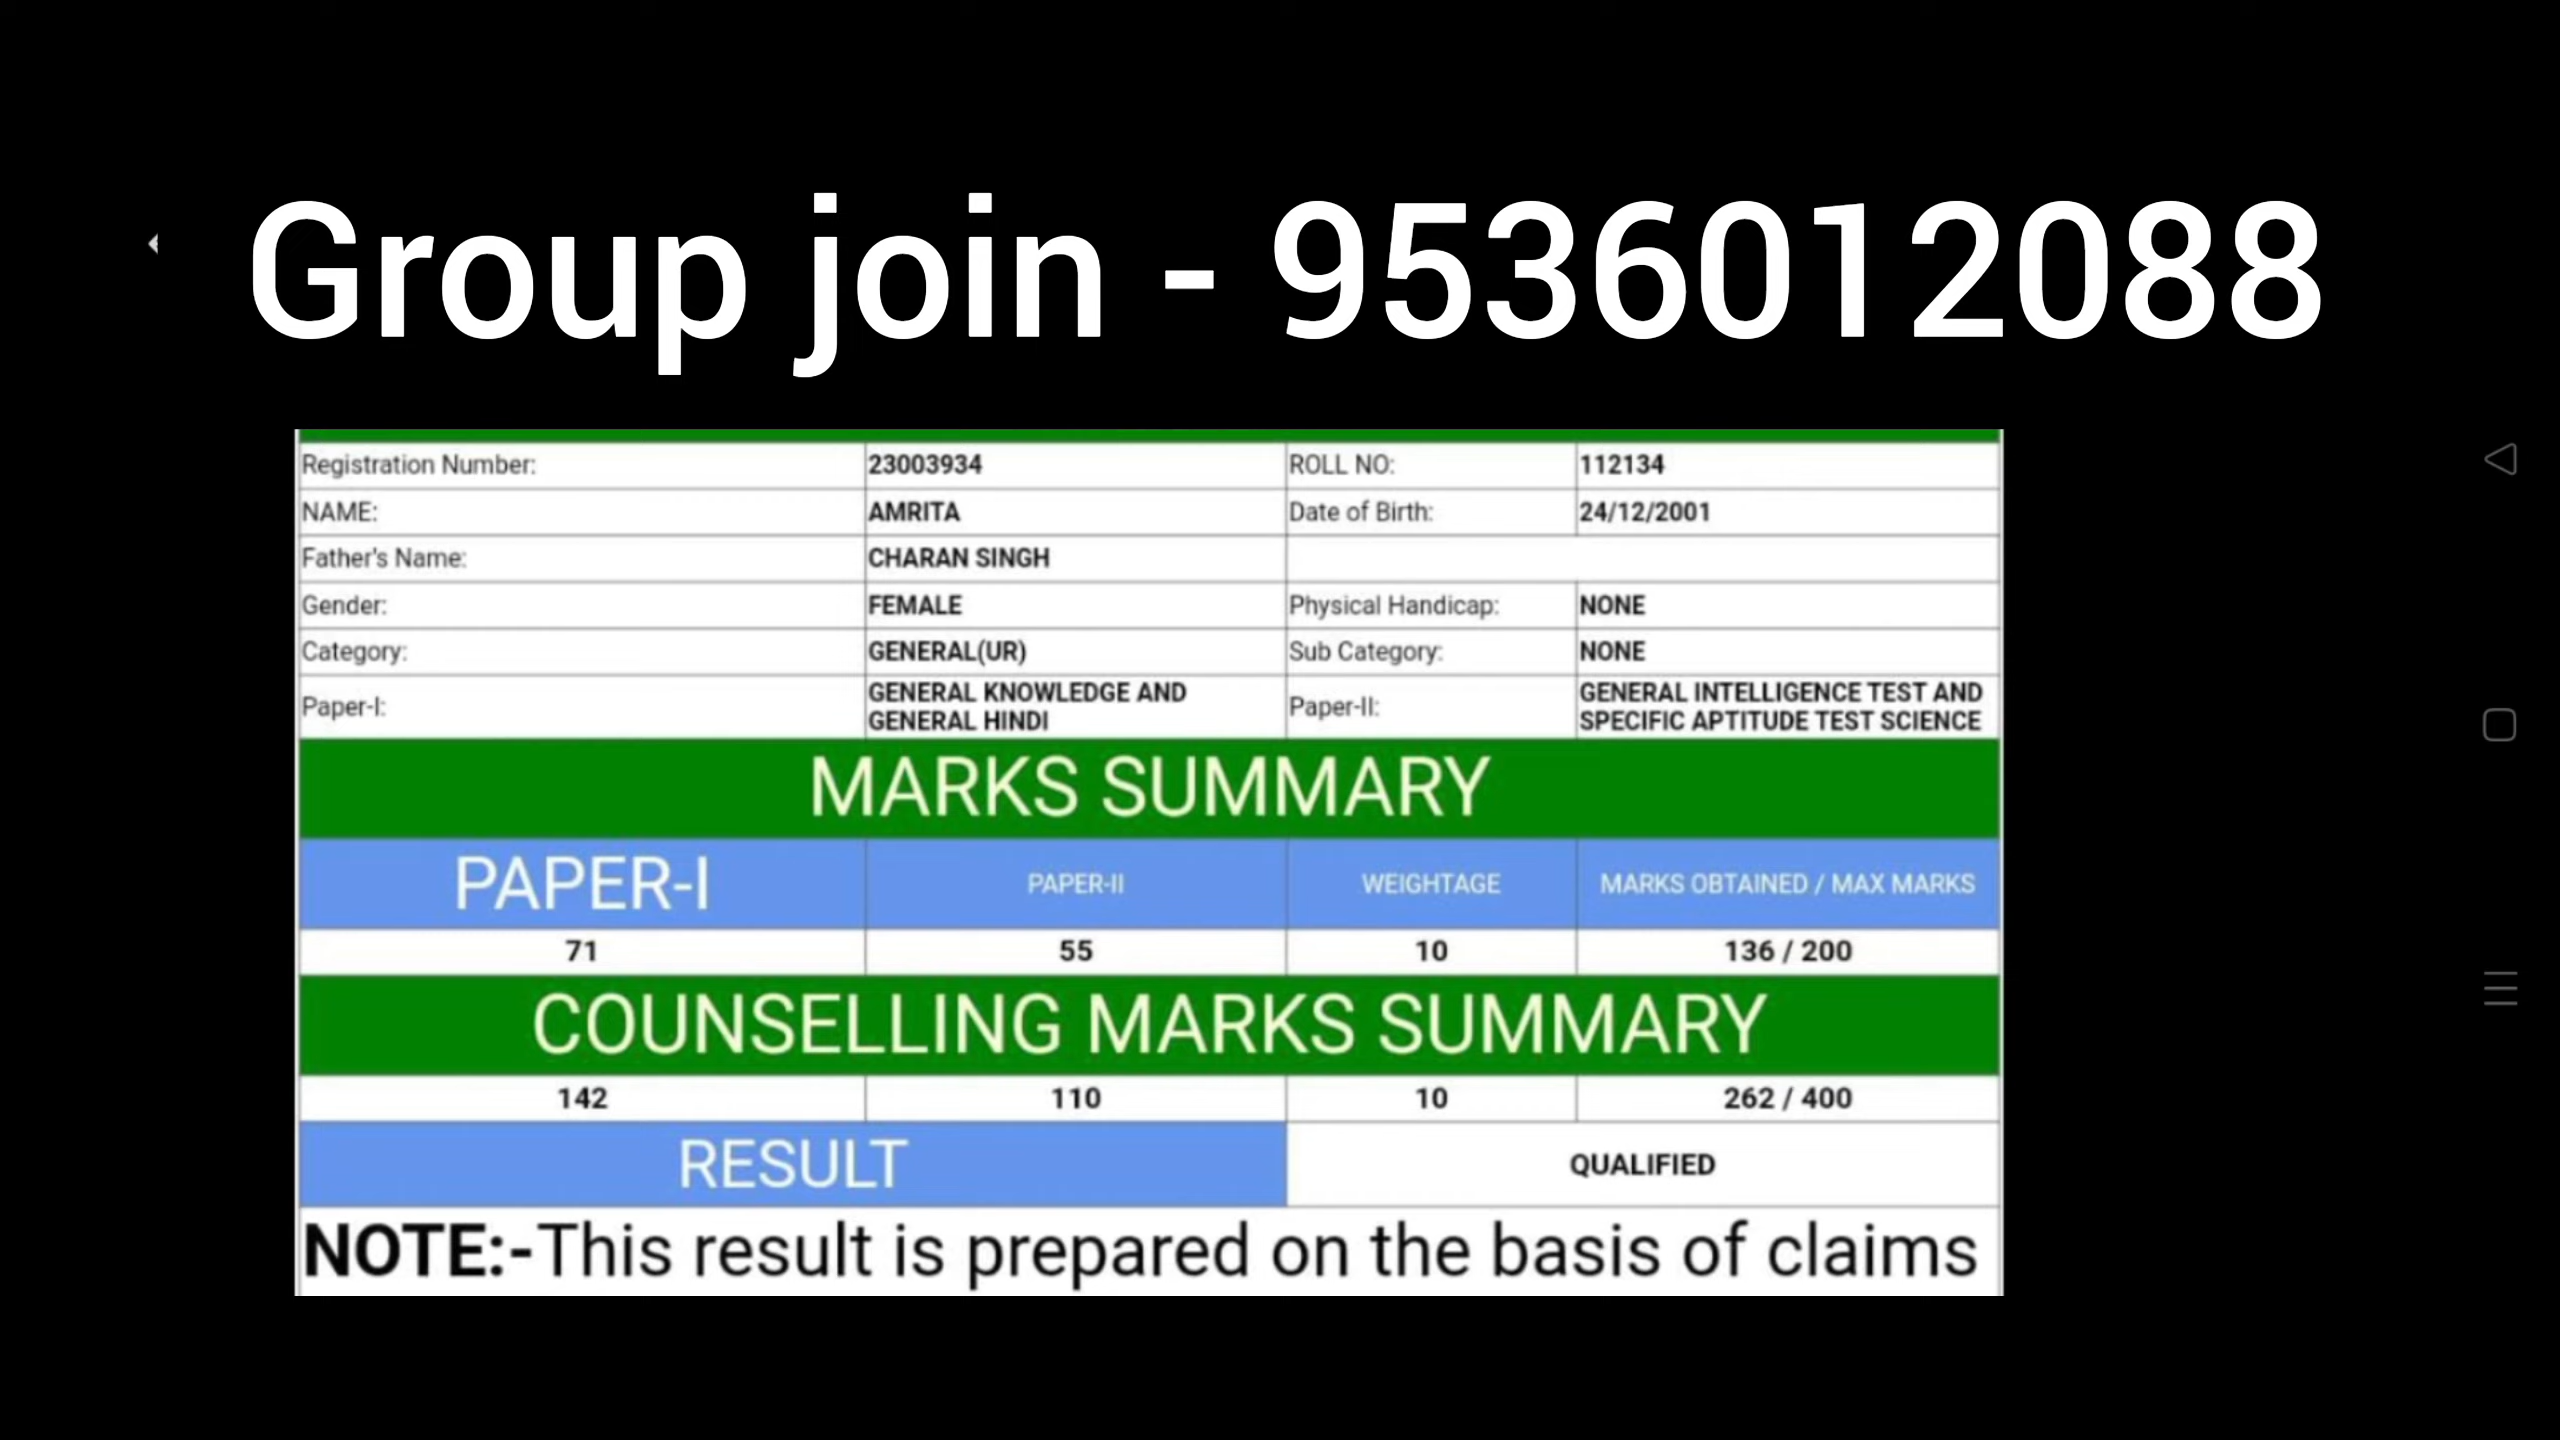 Group join - 9536012088
Registration Number: 23003934 ROLL NO: 112134
NAME: AMRITA Date of Birth: 24/12/2001
Father's Name: CHARAN SINGH
Gender: FEMALE Physical Handicap: NONE
Category: GENERAL(UR) Sub Category: NONE
Paper-I: GENERAL KNOWLEDGE AND GENERAL HINDI Paper-II: GENERAL INTELLIGENCE TEST AND SPECIFIC APTITUDE TEST SCIENCE
MARKS SUMMARY
PAPER-I PAPER-II WEIGHTAGE MARKS OBTAINED / MAX MARKS
71 55 10 136 / 200
COUNSELLING MARKS SUMMARY
142 110 10 262 / 400
RESULT QUALIFIED
NOTE:-This result is prepared on the basis of claims